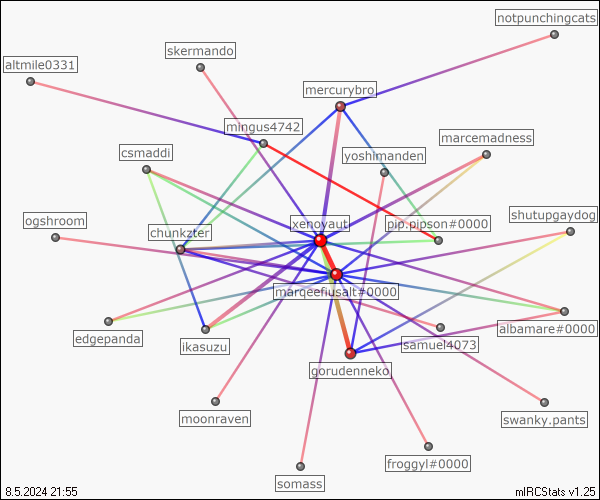 notpunchingcats
skermando
altmile0331
mercurybro
mingus4742
marcemadness
csmaddi
yoshimanden
ogshroom
xenoyaut
pip.pipson#0000
shutupgaydog
chunkzter
marqeefiusalt#0000
albamare#0000
edgepanda
ikasuzu
samuel4073
gorudenneko
moonraven
swanky.pants
froggyl#0000
somass
8.5.2024 21:55
mIRCStats v1.25